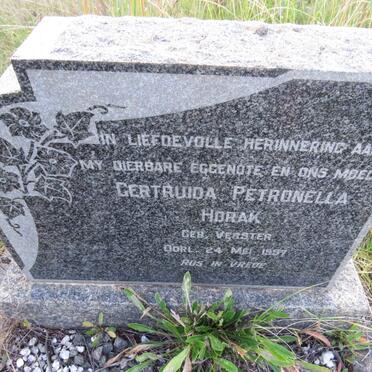 IN LIEFDEVOLLE HERINNERING AAN
MY DIERBARE EGGENOTE EN ONS MOEDER
GERTRUIDA PETRONELLA
HORAK
GEB. VERSTER
OORL. 24 MEI 1957
RUS IN VREDE